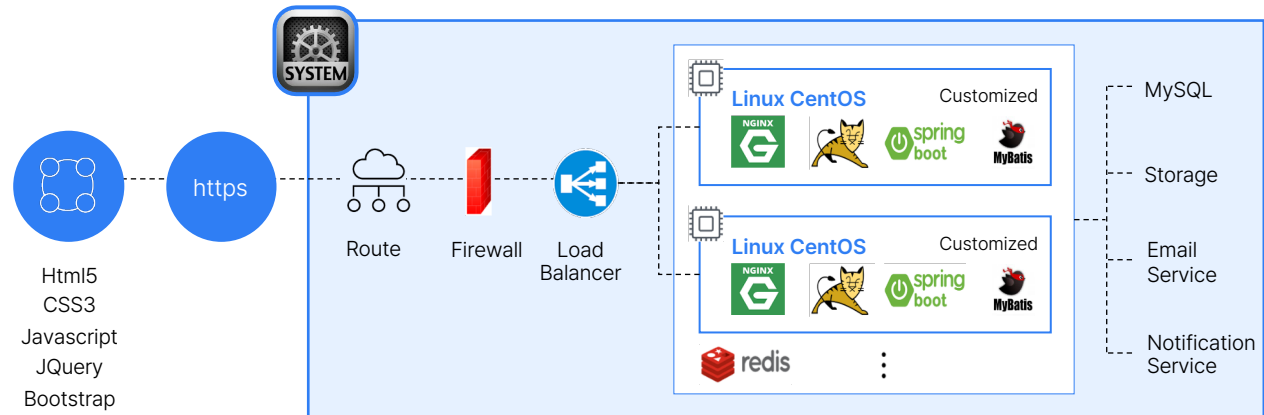 SYSTEM
https
Html5
CSS3
Javascript
JQuery
Bootstrap
Route
Firewall
Load
Balancer
Linux CentOS
Customized
NGINX
G
spring
boot
MyBatis
Linux CentOS
Customized
NGINX
G
spring
boot
MyBatis
redis
MySQL
Storage
Email
Service
Notification
Service